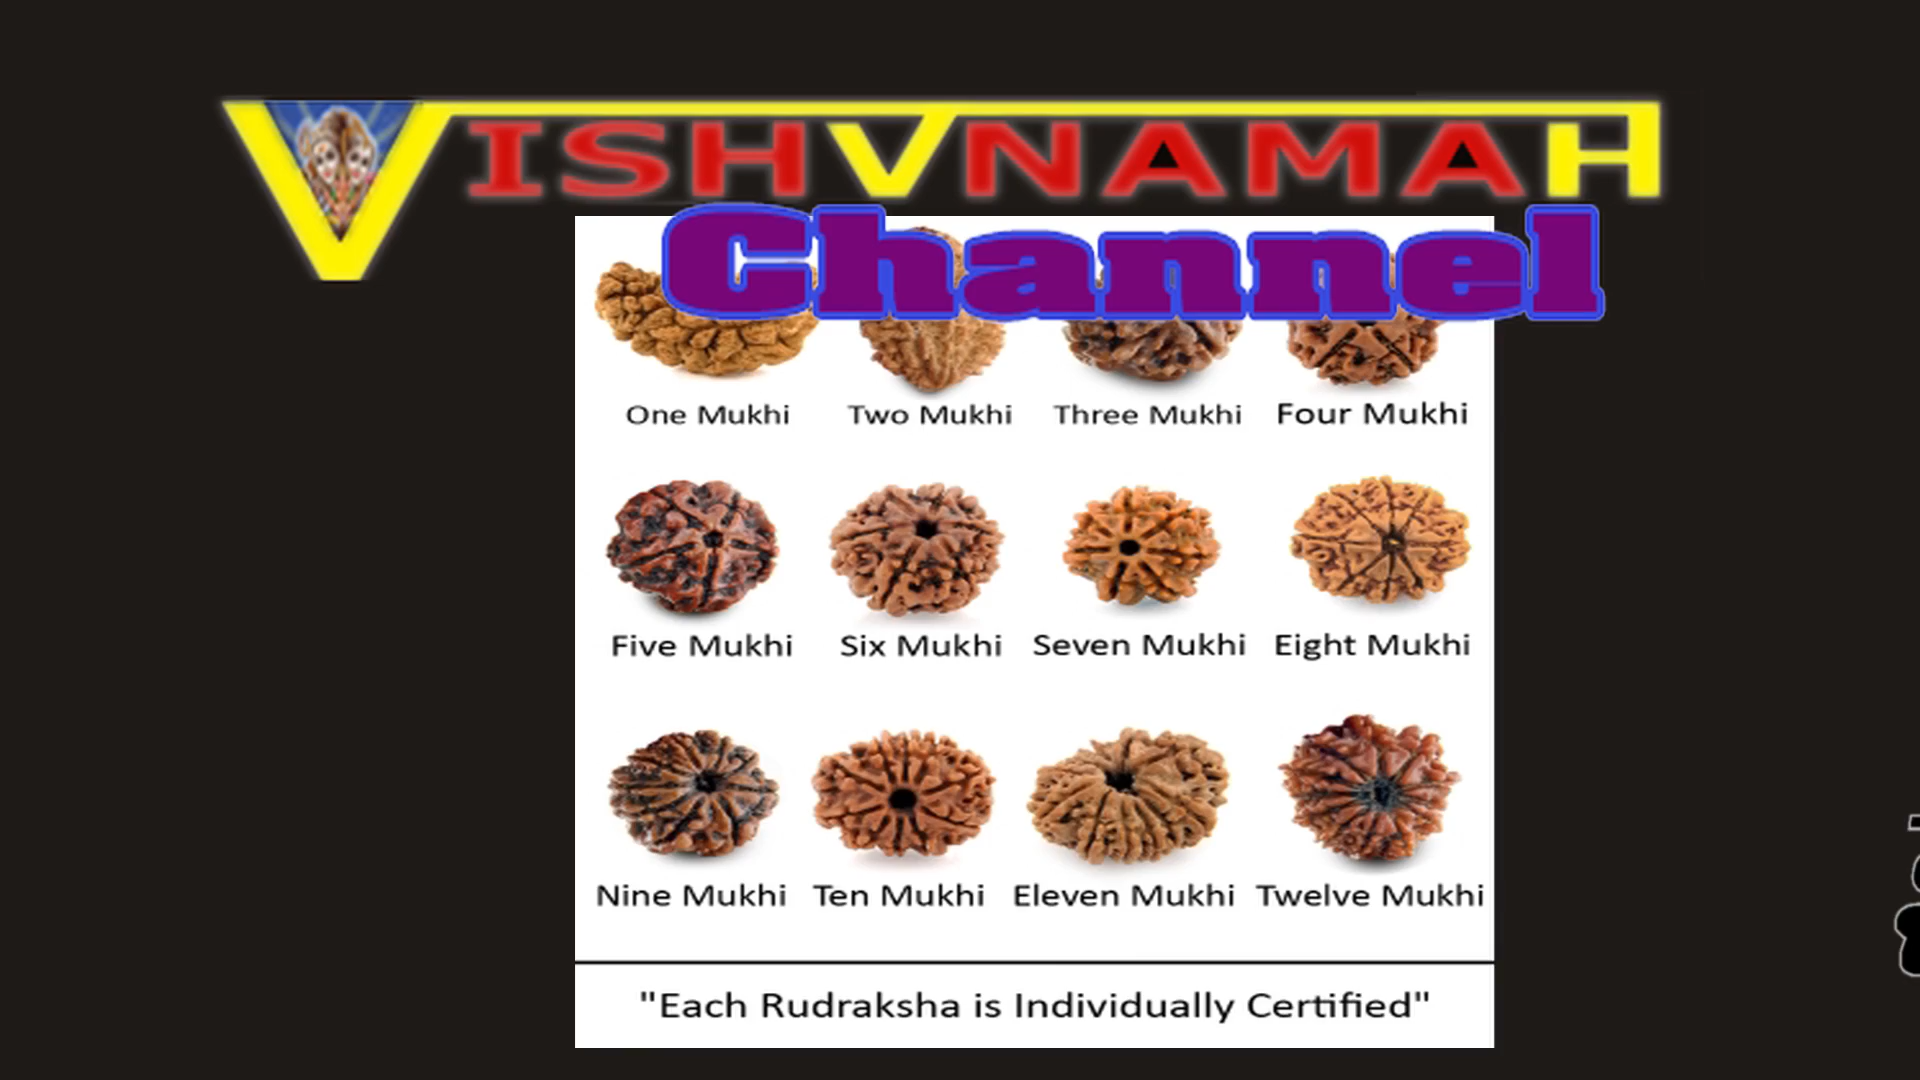 VISHVNAMAH
Channel
One Mukhi Two Mukhi Three Mukhi Four Mukhi
Five Mukhi Six Mukhi Seven Mukhi Eight Mukhi
Nine Mukhi Ten Mukhi Eleven Mukhi Twelve Mukhi
"Each Rudraksha is Individually Certified"